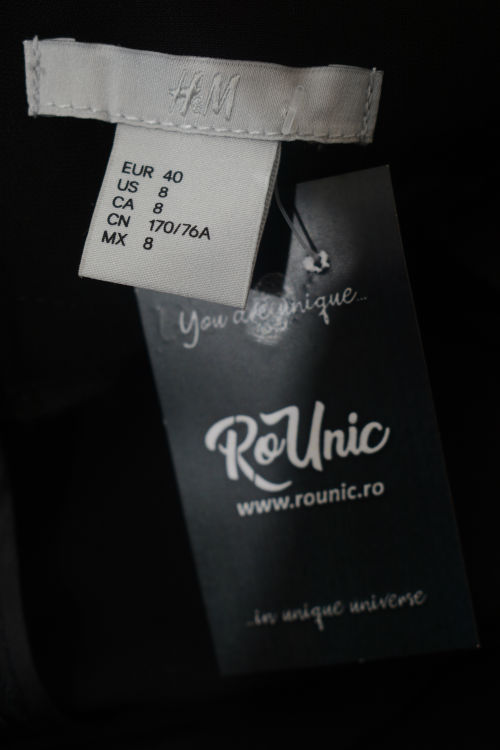 H&M
EUR 40
US 8
CA 8
CN 170/76A
MX 8
You are unique...
RoUnic
www.rounic.ro
...in unique universe